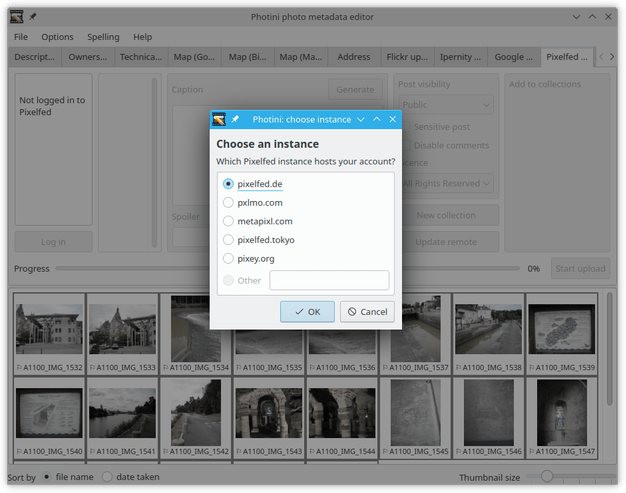 Photini photo metadata editor
File Options Spelling Help
Descript... Owners... Technica... Map (Go... Map (Bi... Map (Ma... Address Flickr up... Ipernity ... Google ... Pixelfed ...
Not logged in to
Pixelfed
Log in
Caption
Generate
Spoiler
Post visibility
Public
Sensitive post
Disable comments
cence
All Rights Reserved
New collection
Update remote
Add to collections
Photini: choose instance
Choose an instance
Which Pixelfed instance hosts your account?
pixelfed.de
pxlmo.com
metapixl.com
pixelfed.tokyo
pixey.org
Other
OK Cancel
Progress 0% Start upload
A1100_IMG_1532 A1100_IMG_1533 A1100_IMG_1534 A1100_IMG_1535 A1100_IMG_1536 A1100_IMG_1537 A1100_IMG_1538 A1100_IMG_1539
A1100_IMG_1540 A1100_IMG_1541 A1100_IMG_1542 A1100_IMG_1543 A1100_IMG_1544 A1100_IMG_1545 A1100_IMG_1546 A1100_IMG_1547
Sort by file name date taken Thumbnail size